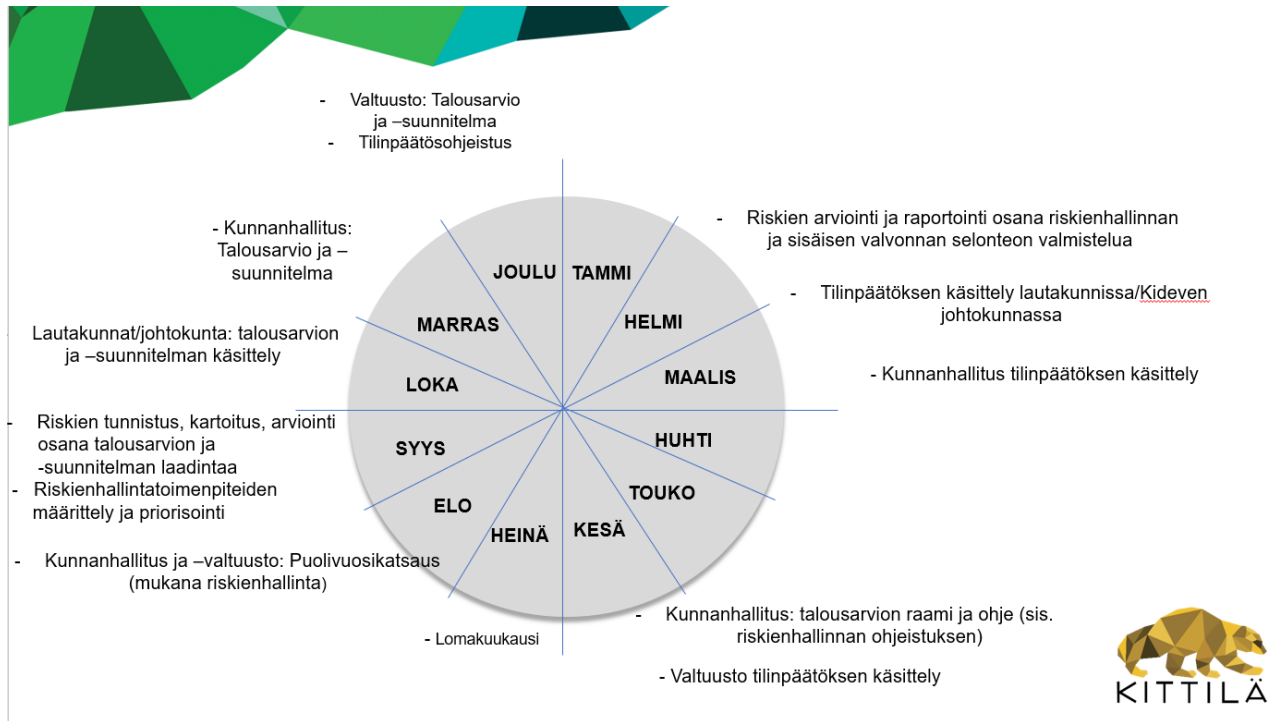 - Valtuusto: Talousarvio
ja –suunnitelma
- Tilinpäätösohjeistus
- Riskien arviointi ja raportointi osana riskienhallinnan
ja sisäisen valvonnan selonteon valmistelua
- Tilinpäätöksen käsittely lautakunnissa/Kideven
johtokunnassa
- Kunnanhallitus tilinpäätöksen käsittely
- Kunnanhallitus:
Talousarvio ja –
suunnitelma
Lautakunnat/johtokunta: talousarvion
ja –suunnitelman käsittely
- Riskien tunnistus, kartoitus, arviointi
osana talousarvion ja
-suunnitelman laadintaa
- Riskienhallintatoimenpiteiden
määrittely ja priorisointi
- Kunnanhallitus ja –valtuusto: Puolivuosikatsaus
(mukana riskienhallinta)
- Lomakuukausi
- Kunnanhallitus: talousarvion raami ja ohje (sis.
riskienhallinnan ohjeistuksen)
- Valtuusto tilinpäätöksen käsittely
TAMMI
HELMI
MAALIS
HUHTI
TOUKO
KESÄ
HEINÄ
ELO
SYYS
LOKA
MARRAS
JOULU
KITTILÄ